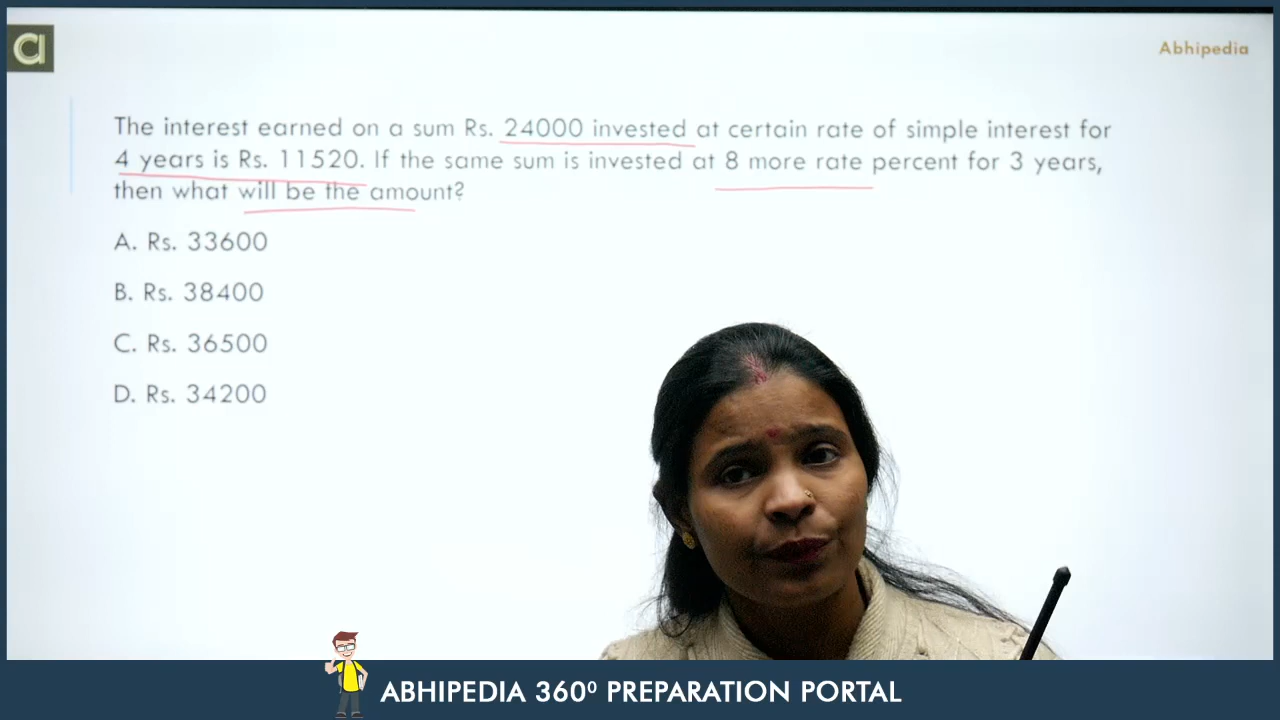 Abhipedia
The interest earned on a sum Rs. 24000 invested at certain rate of simple interest for
4 years is Rs. 11520. If the same sum is invested at 8 more rate percent for 3 years,
then what will be the amount?
A. Rs. 33600
B. Rs. 38400
C. Rs. 36500
D. Rs. 34200
ABHIPEDIA 360⁰ PREPARATION PORTAL